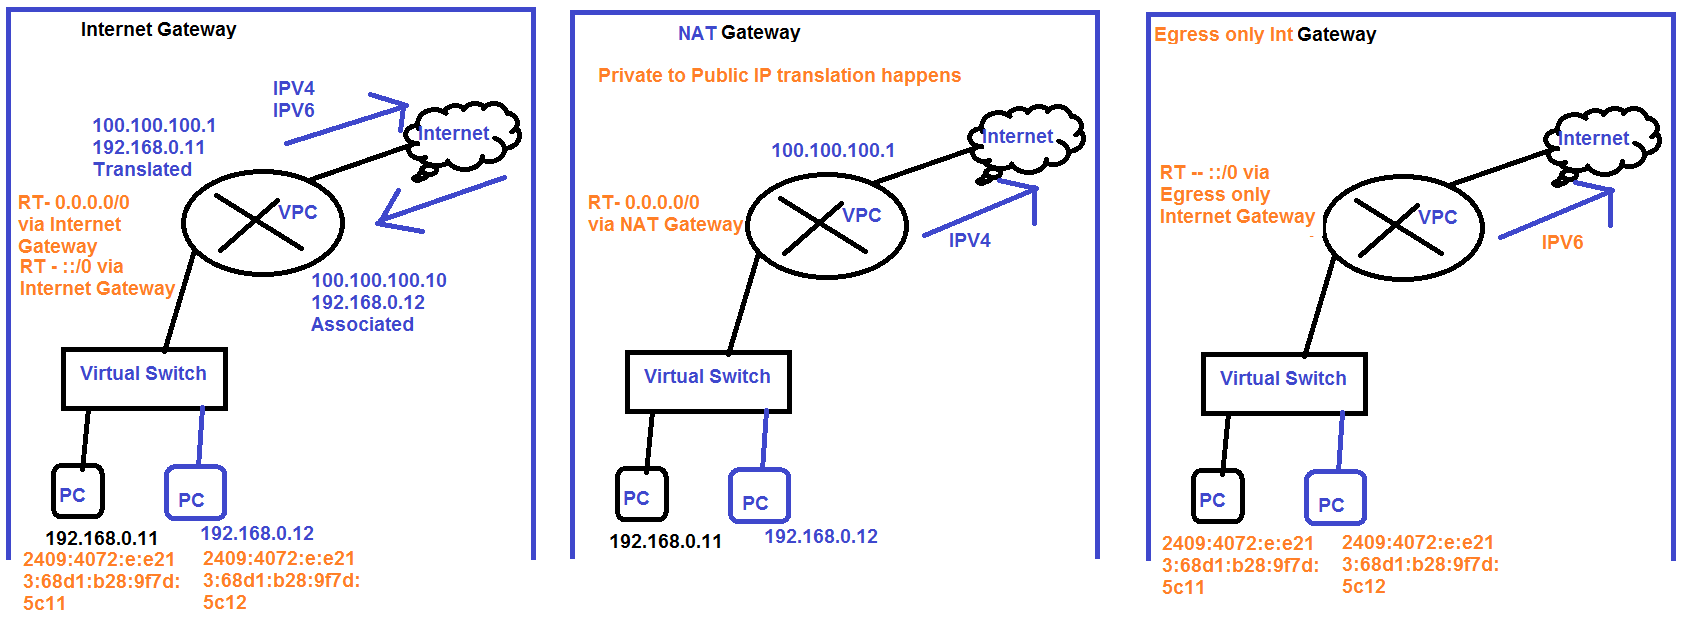 Internet Gateway
IPV4
IPV6
100.100.100.1
192.168.0.11
Translated
Internet
RT- 0.0.0.0/0
via Internet
Gateway
RT - ::/0 via
Internet Gateway
VPC
100.100.100.10
192.168.0.12
Associated
Virtual Switch
PC
PC
192.168.0.11
2409:4072:e:e21
3:68d1:b28:9f7d:
5c11
192.168.0.12
2409:4072:e:e21
3:68d1:b28:9f7d:
5c12
NAT Gateway
Private to Public IP translation happens
100.100.100.1
Internet
RT- 0.0.0.0/0
via NAT Gateway
VPC
IPV4
Virtual Switch
PC
PC
192.168.0.11
192.168.0.12
Egress only Int Gateway
Internet
RT -- ::/0 via
Egress only
Internet Gateway
VPC
IPV6
Virtual Switch
PC
PC
2409:4072:e:e21
3:68d1:b28:9f7d:
5c11
2409:4072:e:e21
3:68d1:b28:9f7d:
5c12